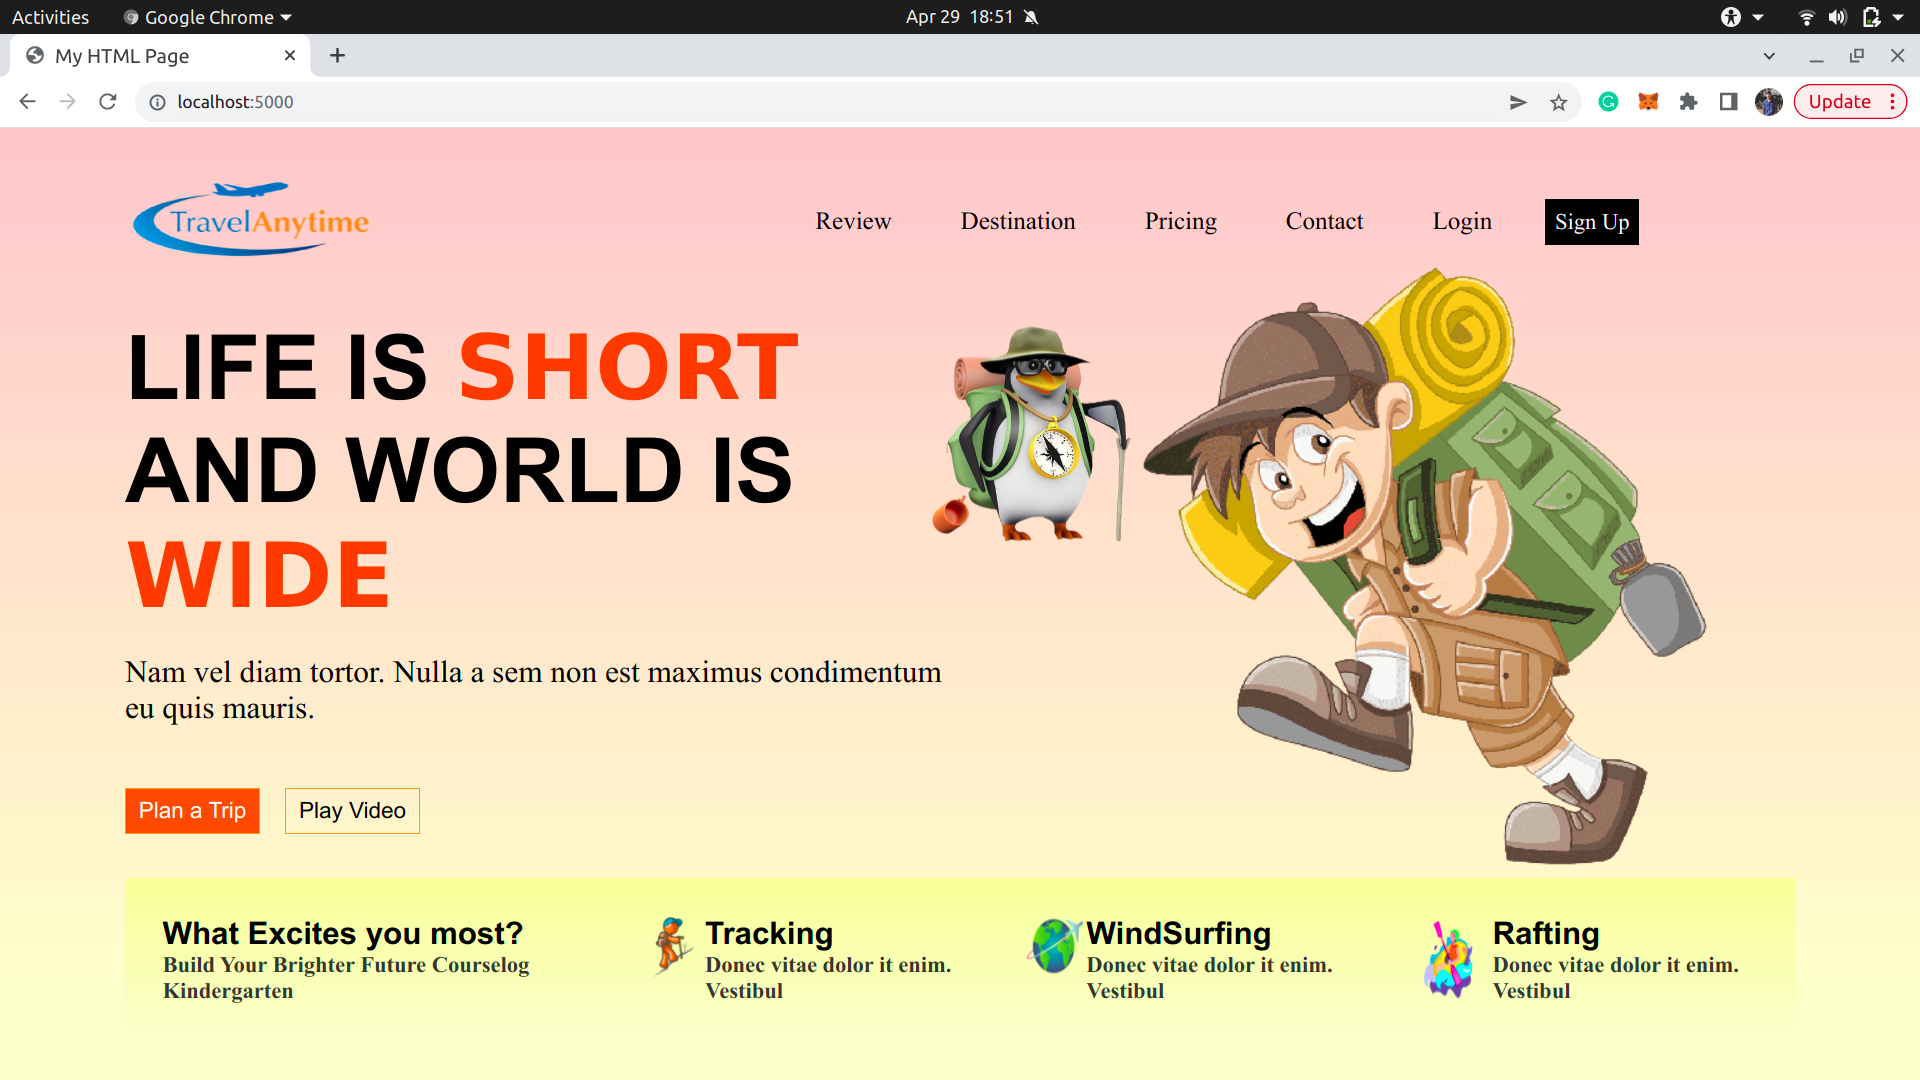 Activities
Google Chrome
Apr 29 18:51
My HTML Page
localhost:5000
Update
TravelAnytime
Review
Destination
Pricing
Contact
Login
Sign Up
LIFE IS SHORT
AND WORLD IS
WIDE
Nam vel diam tortor. Nulla a sem non est maximus condimentum
eu quis mauris.
Plan a Trip
Play Video
What Excites you most?
Build Your Brighter Future Courselog
Kindergarten
Tracking
Donec vitae dolor it enim.
Vestibul
WindSurfing
Donec vitae dolor it enim.
Vestibul
Rafting
Donec vitae dolor it enim.
Vestibul